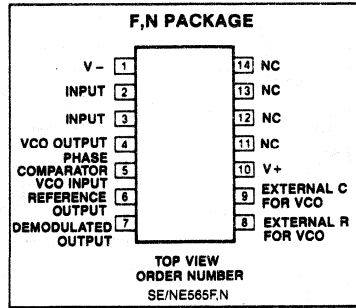 F,N PACKAGE
V– 1
INPUT 2
INPUT 3
VCO OUTPUT 4
PHASE
COMPARATOR 5
VCO INPUT
REFERENCE 6
OUTPUT
DEMODULATED 7
OUTPUT
14 NC
13 NC
12 NC
11 NC
10 V+
9 EXTERNAL C
FOR VCO
8 EXTERNAL R
FOR VCO
TOP VIEW
ORDER NUMBER
SE/NE565F,N